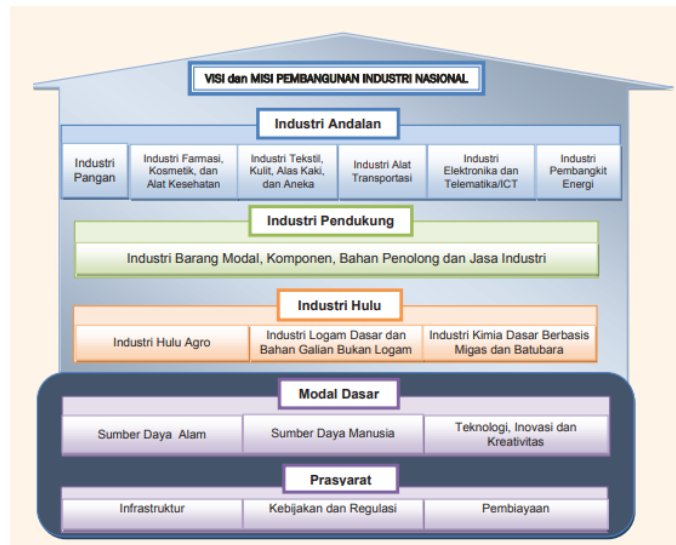 VISI dan MISI PEMBANGUNAN INDUSTRI NASIONAL
Industri Andalan
Industri
Pangan
Industri Farmasi,
Kosmetik, dan
Alat Kesehatan
Industri Tekstil,
Kulit, Alas Kaki,
dan Aneka
Industri Alat
Transportasi
Industri
Elektronika dan
Telematika/ICT
Industri
Pembangkit
Energi
Industri Pendukung
Industri Barang Modal, Komponen, Bahan Penolong dan Jasa Industri
Industri Hulu
Industri Hulu Agro
Industri Logam Dasar dan
Bahan Galian Bukan Logam
Industri Kimia Dasar Berbasis
Migas dan Batubara
Modal Dasar
Sumber Daya Alam
Sumber Daya Manusia
Teknologi, Inovasi dan
Kreativitas
Prasyarat
Infrastruktur
Kebijakan dan Regulasi
Pembiayaan